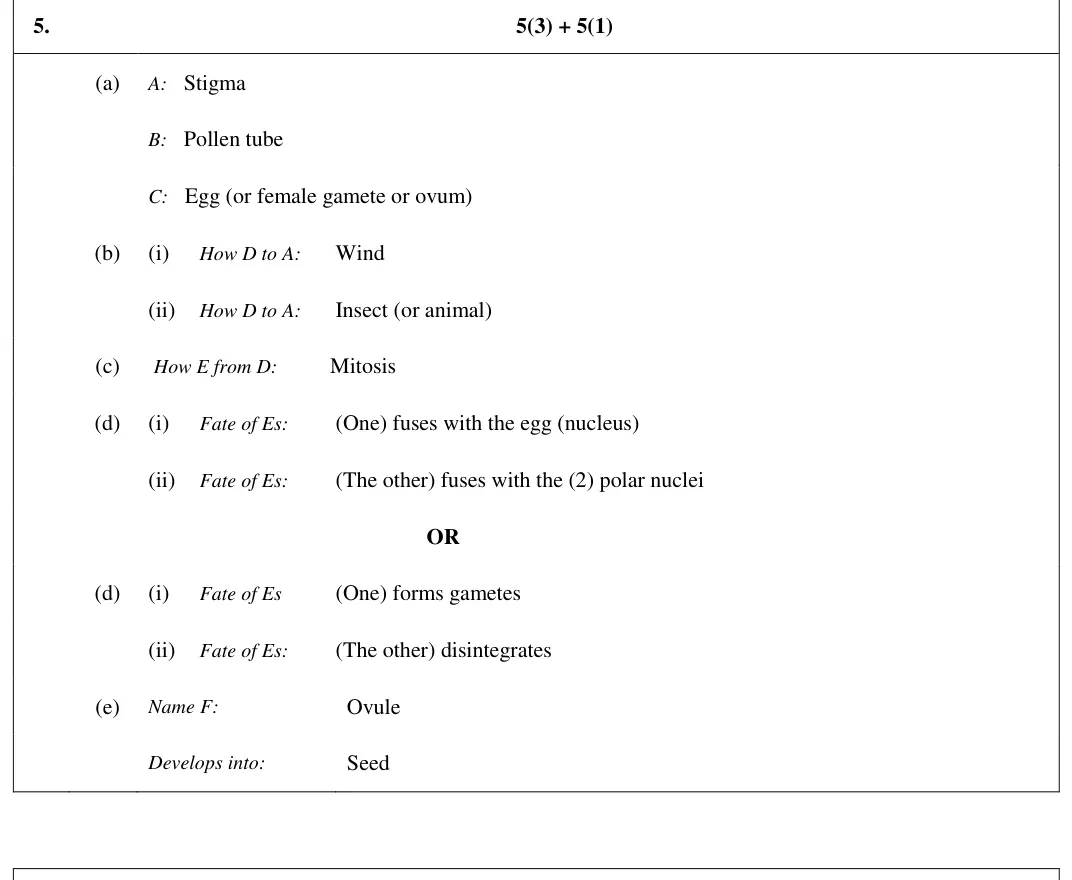 5. 5(3) + 5(1)
(a) A: Stigma
B: Pollen tube
C: Egg (or female gamete or ovum)
(b) (i) How D to A: Wind
(ii) How D to A: Insect (or animal)
(c) How E from D: Mitosis
(d) (i) Fate of Es: (One) fuses with the egg (nucleus)
(ii) Fate of Es: (The other) fuses with the (2) polar nuclei
OR
(d) (i) Fate of Es (One) forms gametes
(ii) Fate of Es: (The other) disintegrates
(e) Name F: Ovule
Develops into: Seed